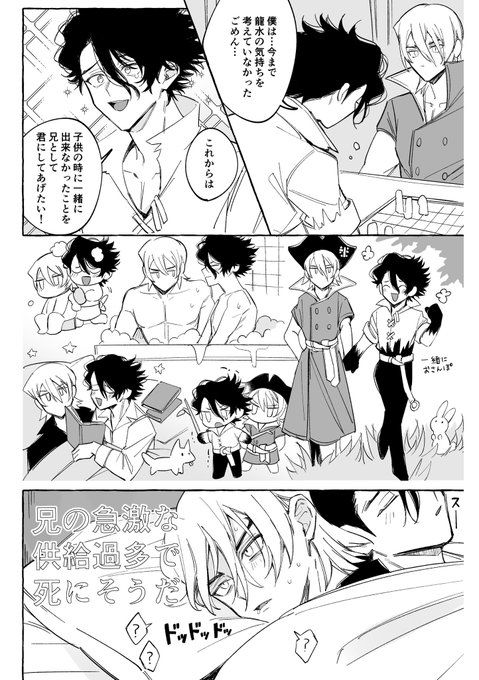 僕は…今まで
龍水の気持ちを
考えていなかった
ごめん…
これからは
子供の時に一緒に
出来なかったことを
兄として
君にしてあげたい！
一緒に
おさんぽ
スー
兄の急激な
供給過多で
死にそうだ
ドッドッドッ
?
?
?